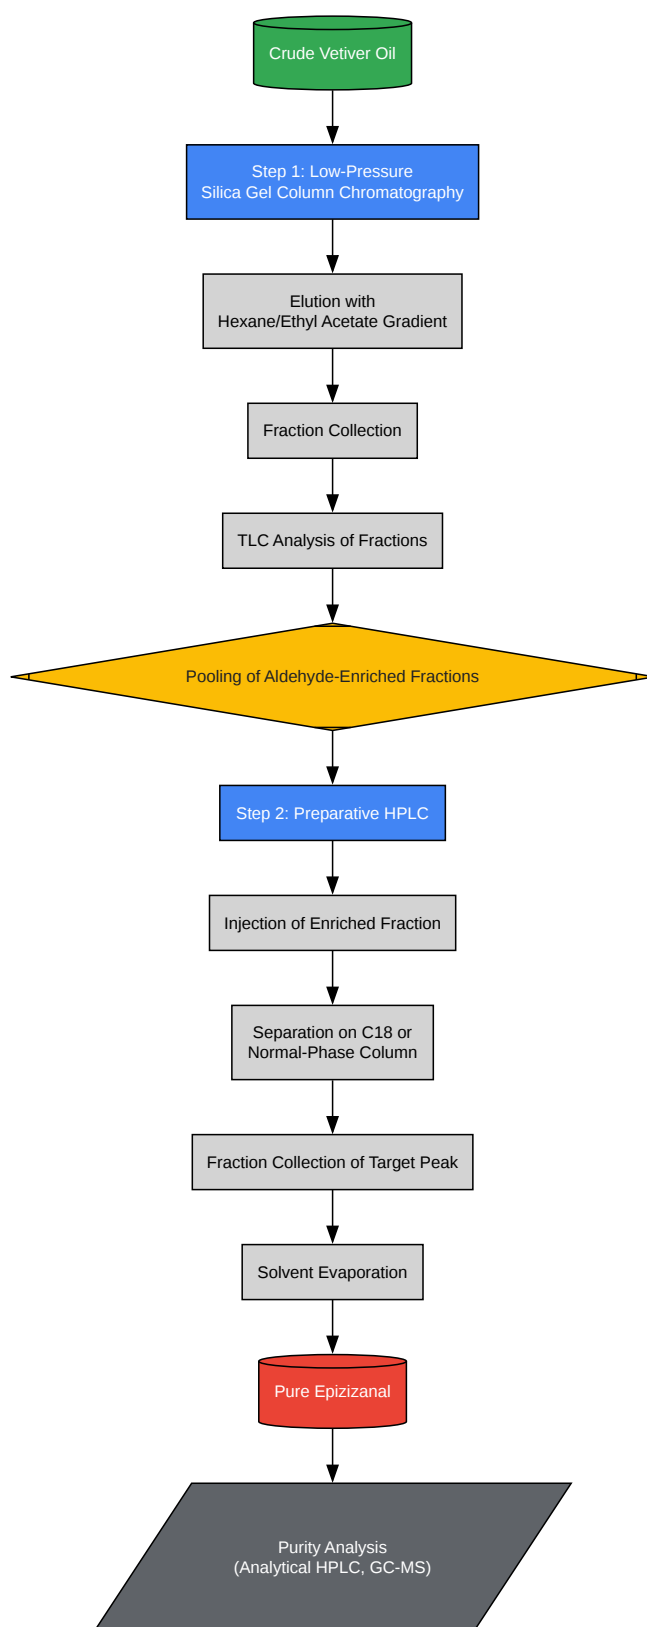 Crude Vetiver Oil
Step 1: Low-Pressure
Silica Gel Column Chromatography
Elution with
Hexane/Ethyl Acetate Gradient
Fraction Collection
TLC Analysis of Fractions
Pooling of Aldehyde-Enriched Fractions
Step 2: Preparative HPLC
Injection of Enriched Fraction
Separation on C18 or
Normal-Phase Column
Fraction Collection of Target Peak
Solvent Evaporation
Pure Epizizanal
Purity Analysis
(Analytical HPLC, GC-MS)